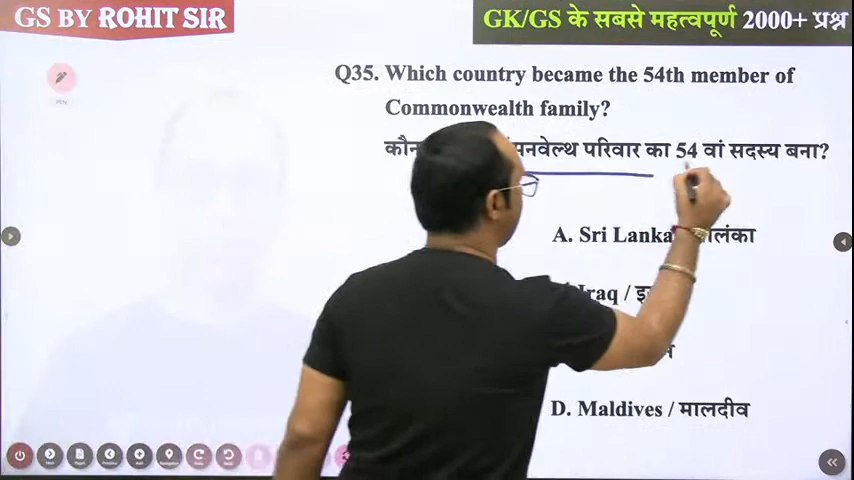 GS BY ROHIT SIR
GK/GS के सबसे महत्वपूर्ण 2000+ प्रश्न
Q35. Which country became the 54th member of
Commonwealth family?
परिवार का 54 वां सदस्य बना?
A. Sri Lanka
Iraq /
D. Maldives / मालदीव